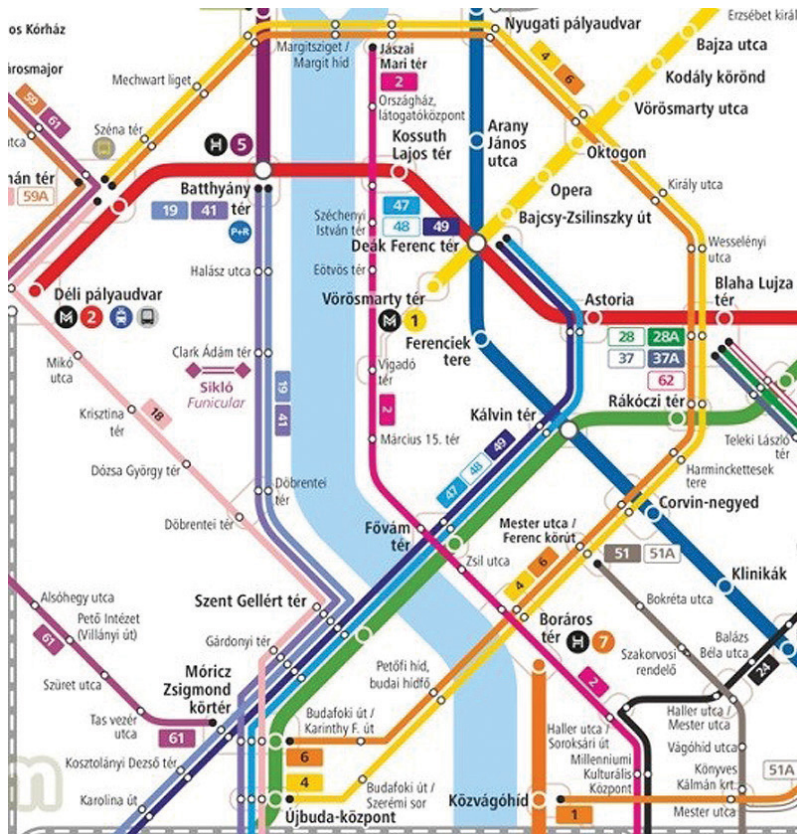 os Kórház
Nyugati pályaudvar
Erzsébet királ
árosmajor
Margitsziget /
Margit híd
Jászai
Mari tér
2
4
6
Bajza utca
Mechwart liget
Kodály körönd
59
61
Országház,
látogatóközpont
Arany
János
utca
Vörösmarty utca
utca
Széna tér
5
Kossuth
Lajos tér
Oktogon
hán tér
59A
Batthyány
tér
19
41
P+R
Opera
Király utca
Széchenyi
István tér
47
48
49
Bajcsy-Zsilinszky út
Deák Ferenc tér
Wesselényi
utca
Halász utca
Eötvös tér
Déli pályaudvar
2
Vörösmarty tér
1
Astoria
Blaha Lujza
tér
Ferenciek
tere
28
28A
37
37A
62
Mikó
utca
Clark Ádám tér
Sikló
Funicular
Vigadó
tér
19
41
2
Rákóczi tér
Krisztina
tér
18
Kálvin tér
Teleki László
tér
Március 15. tér
49
48
47
Harminckettesek
tere
Dózsa György tér
Döbrentei
tér
Corvin-negyed
Döbrentei tér
Fővám
tér
Mester utca /
Ferenc körút
51
51A
Zsil utca
Klinikák
4
6
Alsóhegy utca
Szent Gellért tér
Bokréta utca
Pető Intézet
(Villányi út)
61
Boráros
tér
7
Balázs
Béla utca
Gárdonyi tér
Szakorvosi
rendelő
24
Szüret utca
Móricz
Zsigmond
körtér
Petőfi híd,
budai hídfő
2
Tas vezér
utca
61
Budafoki út /
Karinthy F. út
Haller utca /
Mester utca
Haller utca /
Soroksári út
Kosztolányi Dezső tér
6
Vágóhíd utca
Millenniumi
Kulturális
Központ
4
Könyves
Kálmán krt.
51A
Karolina út
Budafoki út /
Szerémi sor
Közvágóhíd
Mester utca
Újbuda-központ
1
m